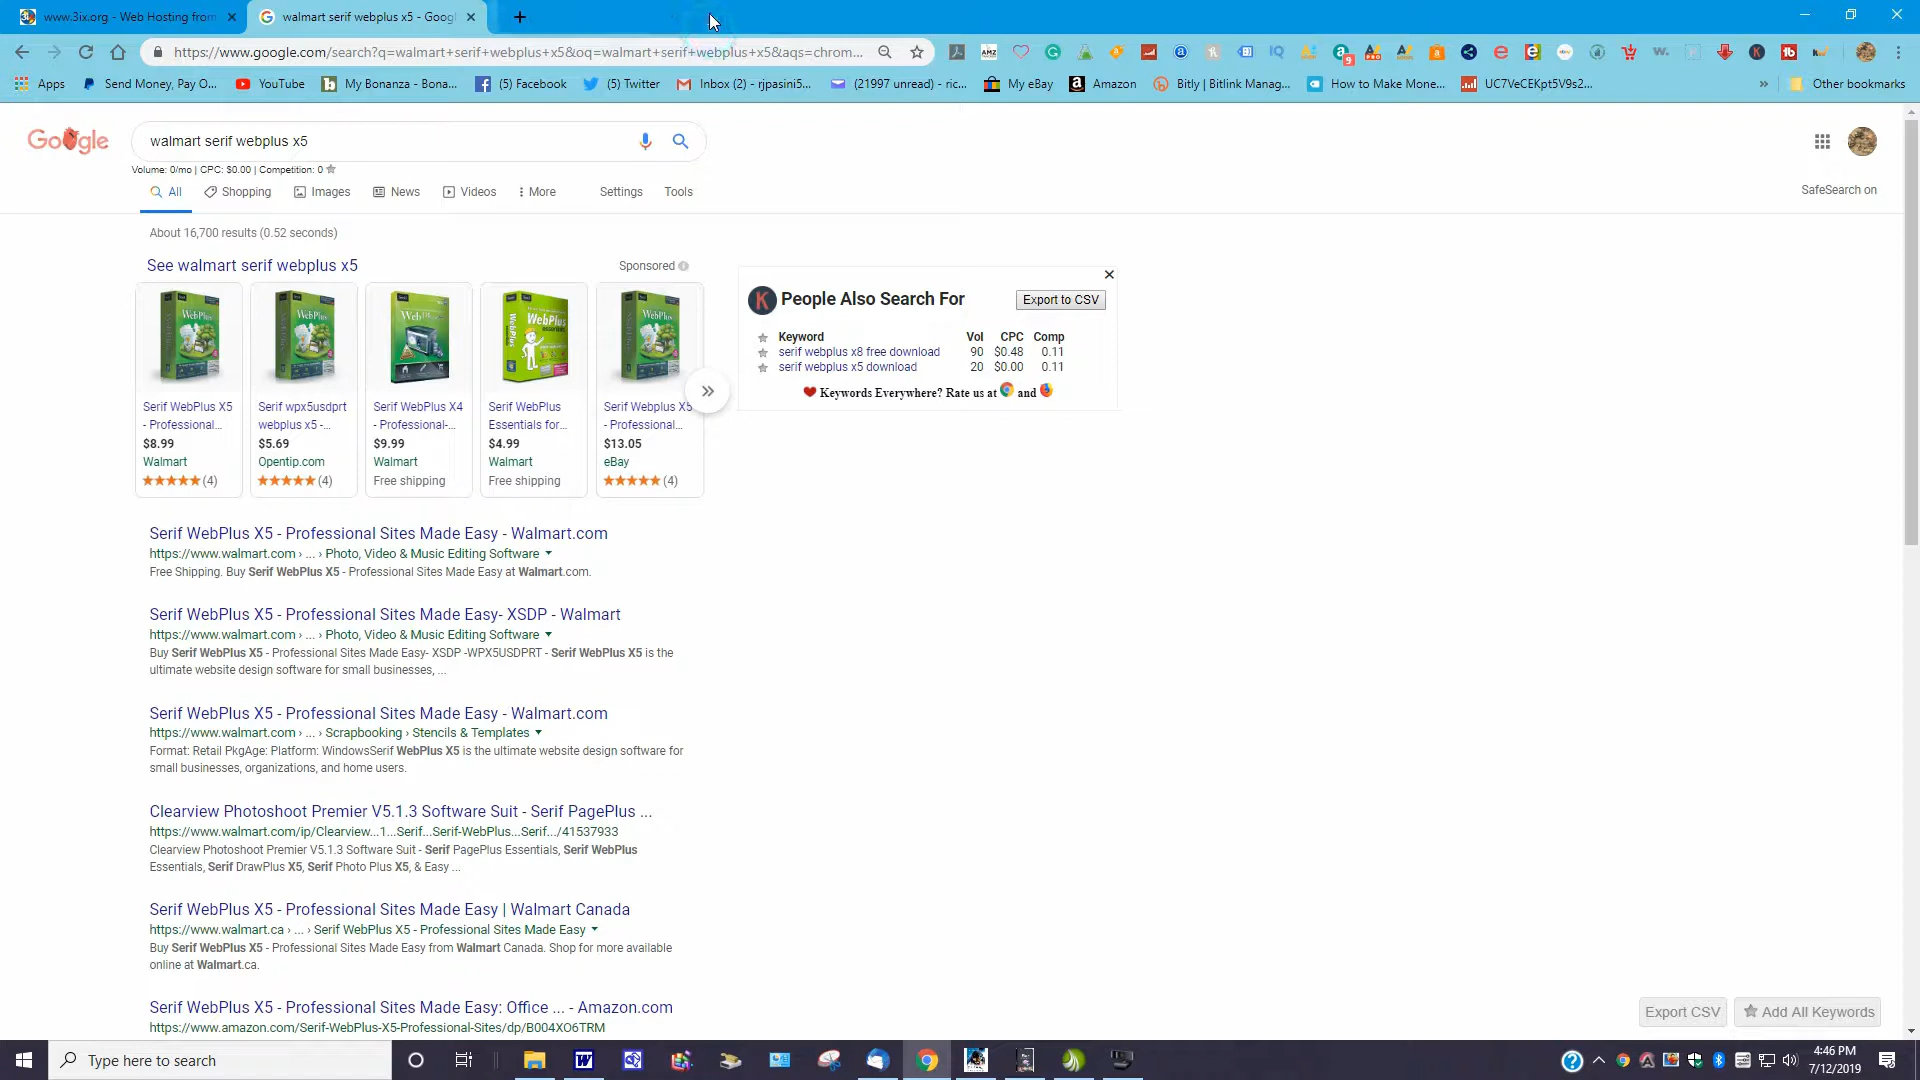 www.3ix.org - Web Hosting from
walmart serif webplus x5 - Goog
https://www.google.com/search?q=walmart+serif+webplus+x5&oq=walmart+serif+webplus+x5&aqs=chrom...
Apps
Send Money, Pay O...
YouTube
My Bonanza - Bona...
(5) Facebook
(5) Twitter
Inbox (2) - rjpasini5...
(21997 unread) - ric...
My eBay
Amazon
Bitly | Bitlink Manag...
How to Make Mone...
UC7VeCEKpt5V9s2...
»
Other bookmarks
Google
walmart serif webplus x5
Volume: 0/mo | CPC: $0.00 | Competition: 0
All
Shopping
Images
News
Videos
More
Settings
Tools
SafeSearch on
About 16,700 results (0.52 seconds)
See walmart serif webplus x5
Sponsored
Serif WebPlus X5
- Professional...
$8.99
Walmart
(4)
Serif wpx5usdprt
webplus x5 -...
$5.69
Opentip.com
(4)
Serif WebPlus X4
- Professional-...
$9.99
Walmart
Free shipping
Serif WebPlus
Essentials for...
$4.99
Walmart
Free shipping
Serif Webplus X5
- Professional...
$13.05
eBay
(4)
People Also Search For
Export to CSV
Keyword Vol CPC Comp
serif webplus x8 free download 90 $0.48 0.11
serif webplus x5 download 20 $0.00 0.11
Keywords Everywhere? Rate us at and
Serif WebPlus X5 - Professional Sites Made Easy - Walmart.com
https://www.walmart.com › ... › Photo, Video & Music Editing Software
Free Shipping. Buy Serif WebPlus X5 - Professional Sites Made Easy at Walmart.com.
Serif WebPlus X5 - Professional Sites Made Easy- XSDP - Walmart
https://www.walmart.com › ... › Photo, Video & Music Editing Software
Buy Serif WebPlus X5 - Professional Sites Made Easy- XSDP -WPX5USDPRT - Serif WebPlus X5 is the
ultimate website design software for small businesses, ...
Serif WebPlus X5 - Professional Sites Made Easy - Walmart.com
https://www.walmart.com › ... › Scrapbooking › Stencils & Templates
Format: Retail PkgAge: Platform: WindowsSerif WebPlus X5 is the ultimate website design software for
small businesses, organizations, and home users.
Clearview Photoshoot Premier V5.1.3 Software Suit - Serif PagePlus ...
https://www.walmart.com/ip/Clearview...1...Serif...Serif-WebPlus...Serif.../41537933
Clearview Photoshoot Premier V5.1.3 Software Suit - Serif PagePlus Essentials, Serif WebPlus
Essentials, Serif DrawPlus X5, Serif Photo Plus X5, & Easy ...
Serif WebPlus X5 - Professional Sites Made Easy | Walmart Canada
https://www.walmart.ca › ... › Serif WebPlus X5 - Professional Sites Made Easy
Buy Serif WebPlus X5 - Professional Sites Made Easy from Walmart Canada. Shop for more available
online at Walmart.ca.
Serif WebPlus X5 - Professional Sites Made Easy: Office ... - Amazon.com
https://www.amazon.com/Serif-WebPlus-X5-Professional-Sites/dp/B004XO6TRM
Export CSV
Add All Keywords
Type here to search
4:46 PM
7/12/2019